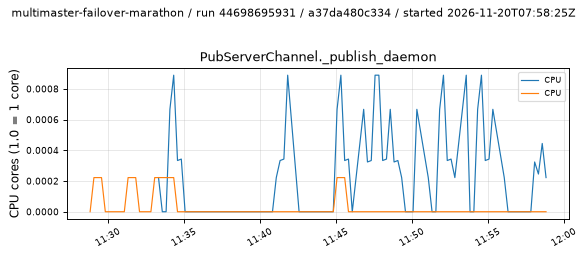 multimaster-failover-marathon / run 44698695931 / a37da480c334 / started 2026-11-20T07:58:25Z
PubServerChannel._publish_daemon
CPU cores (1.0 = 1 core)
0.0008
0.0006
0.0004
0.0002
0.0000
CPU
CPU
11:30
11:35
11:40
11:45
11:50
11:55
12:00